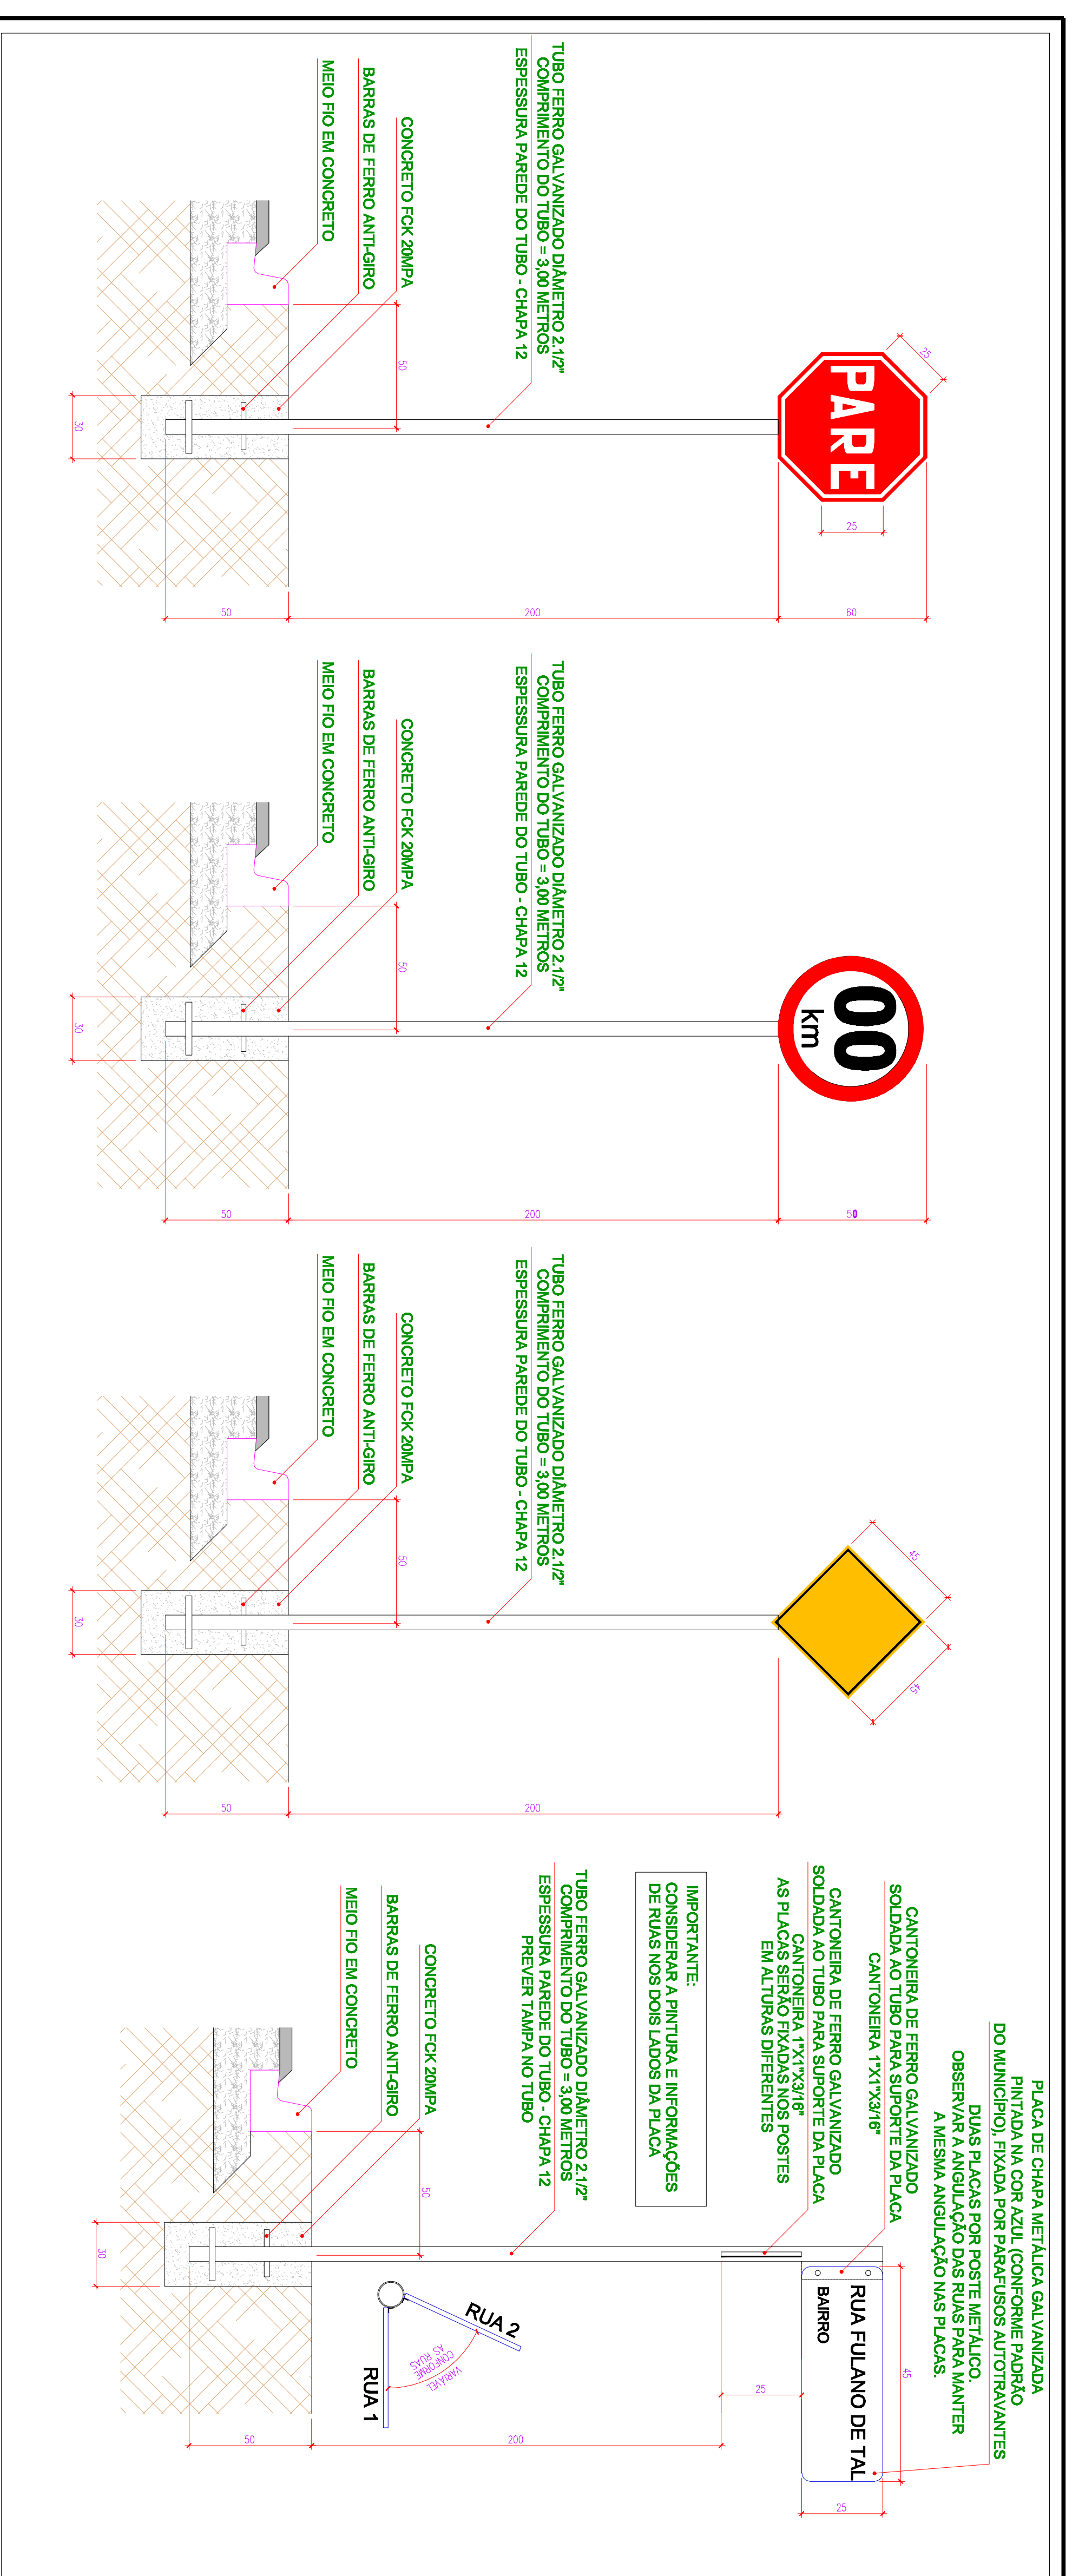 TUBO FERRO GALVANIZADO DIÂMETRO 2.1/2"
COMPRIMENTO DO TUBO = 3,00 METROS
ESPESSURA PAREDE DO TUBO - CHAPA 12
CONCRETO FCK 20MPA
BARRAS DE FERRO ANTI-GIRO
MEIO FIO EM CONCRETO
PARE
25
25
60
200
50
50
30
TUBO FERRO GALVANIZADO DIÂMETRO 2.1/2"
COMPRIMENTO DO TUBO = 3,00 METROS
ESPESSURA PAREDE DO TUBO - CHAPA 12
CONCRETO FCK 20MPA
BARRAS DE FERRO ANTI-GIRO
MEIO FIO EM CONCRETO
00
km
50
200
50
50
30
TUBO FERRO GALVANIZADO DIÂMETRO 2.1/2"
COMPRIMENTO DO TUBO = 3,00 METROS
ESPESSURA PAREDE DO TUBO - CHAPA 12
CONCRETO FCK 20MPA
BARRAS DE FERRO ANTI-GIRO
MEIO FIO EM CONCRETO
45
45
200
50
50
30
PLACA DE CHAPA METÁLICA GALVANIZADA
PINTADA NA COR AZUL (CONFORME PADRÃO
DO MUNICÍPIO), FIXADA POR PARAFUSOS AUTOTRAVANTES
DUAS PLACAS POR POSTE METÁLICO.
OBSERVAR A ANGULAÇÃO DAS RUAS PARA MANTER
A MESMA ANGULAÇÃO NAS PLACAS.
CANTONEIRA DE FERRO GALVANIZADO
SOLDADA AO TUBO PARA SUPORTE DA PLACA
CANTONEIRA 1"X1"X3/16"
CANTONEIRA DE FERRO GALVANIZADO
SOLDADA AO TUBO PARA SUPORTE DA PLACA
CANTONEIRA 1"X1"X3/16"
AS PLACAS SERÃO FIXADAS NOS POSTES
EM ALTURAS DIFERENTES
IMPORTANTE:
CONSIDERAR A PINTURA E INFORMAÇÕES
DE RUAS NOS DOIS LADOS DA PLACA
TUBO FERRO GALVANIZADO DIÂMETRO 2.1/2"
COMPRIMENTO DO TUBO = 3,00 METROS
ESPESSURA PAREDE DO TUBO - CHAPA 12
PREVER TAMPA NO TUBO
CONCRETO FCK 20MPA
BARRAS DE FERRO ANTI-GIRO
MEIO FIO EM CONCRETO
45
RUA FULANO DE TAL
BAIRRO
25
25
200
50
50
30
RUA 2
VARIÁVEL
CONFORME
AS RUAS
RUA 1